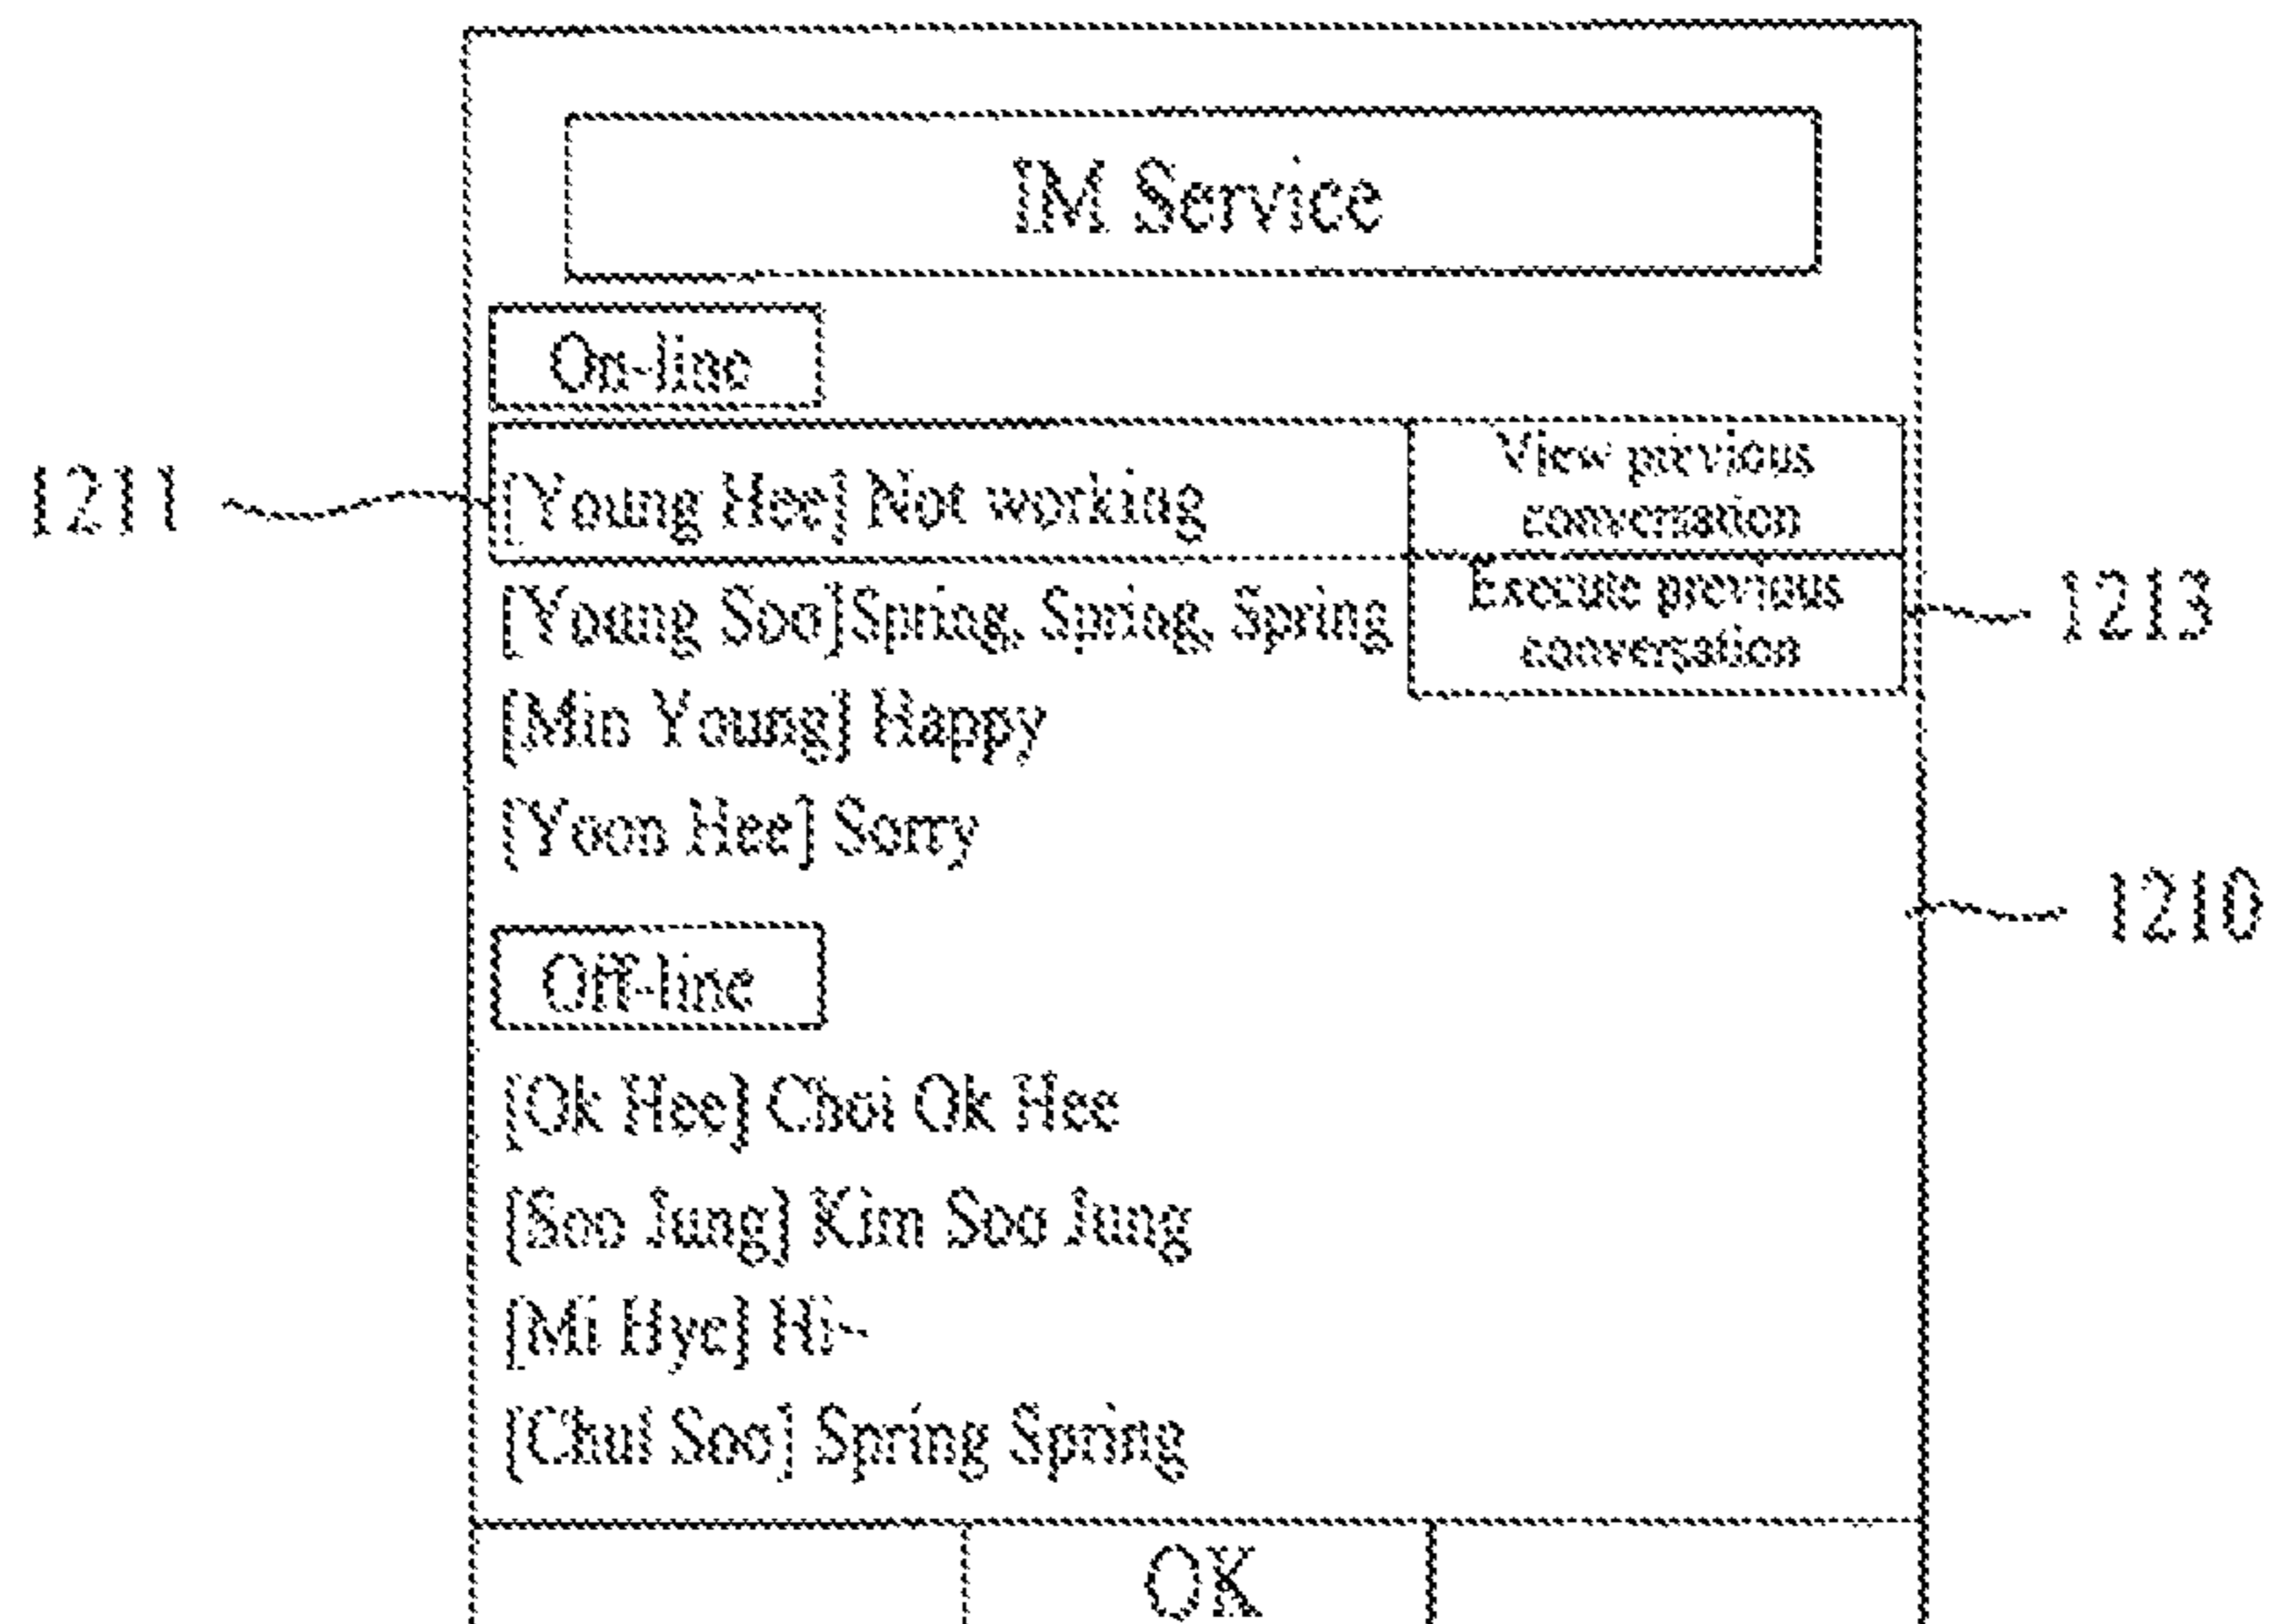 IM Service
On-line
1211
[Young Hee] Not working
View previous
conversation
[Young Soo]Spring, Spring, Spring
Execute previous
conversation
1213
[Min Young] Happy
[Yoon Hee] Sorry
1210
Off-line
[Ok Hee] Choi Ok Hee
[Soo Jung] Kim Soo Jung
[Mi Hye] Hi~
[Chul Soo] Spring Spring
OK